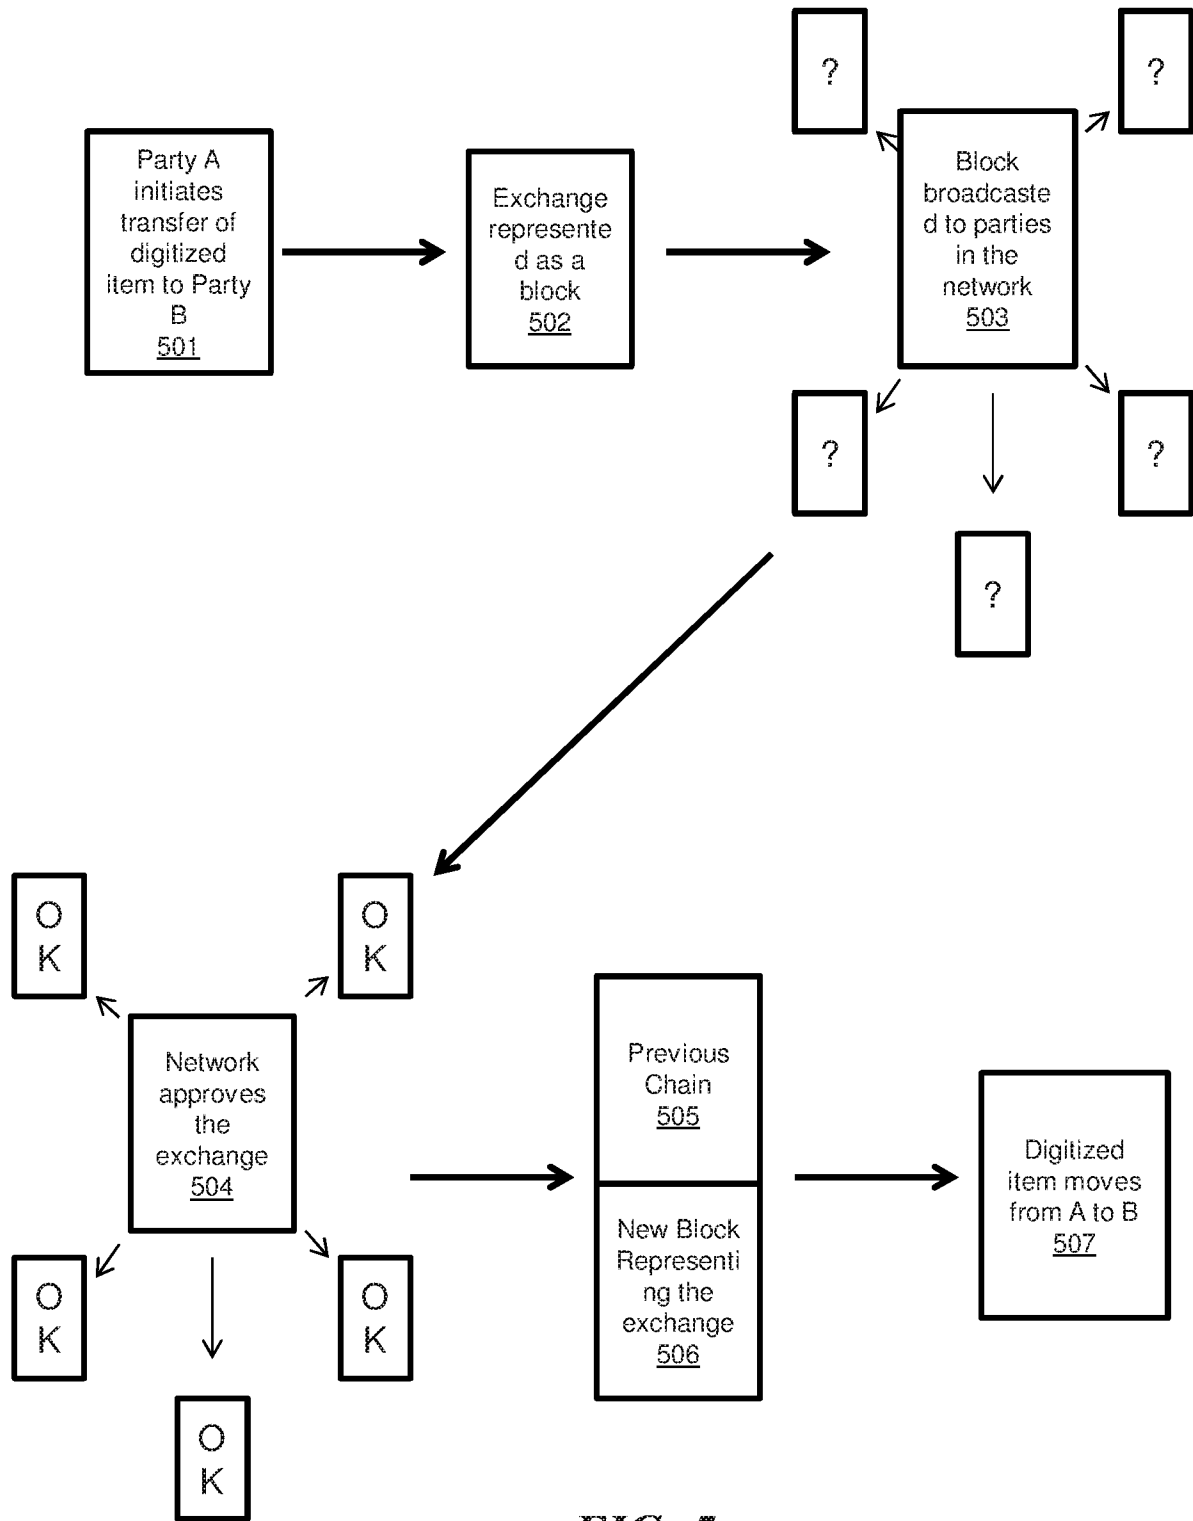 ?
?
Party A
initiates
transfer of
digitized
item to Party
B
501
Exchange
represente
d as a
block
502
Block
broadcaste
d to parties
in the
network
503
?
?
?
O
K
O
K
Network
approves
the
exchange
504
Previous
Chain
505
New Block
Representi
ng the
exchange
506
Digitized
item moves
from A to B
507
O
K
O
K
O
K